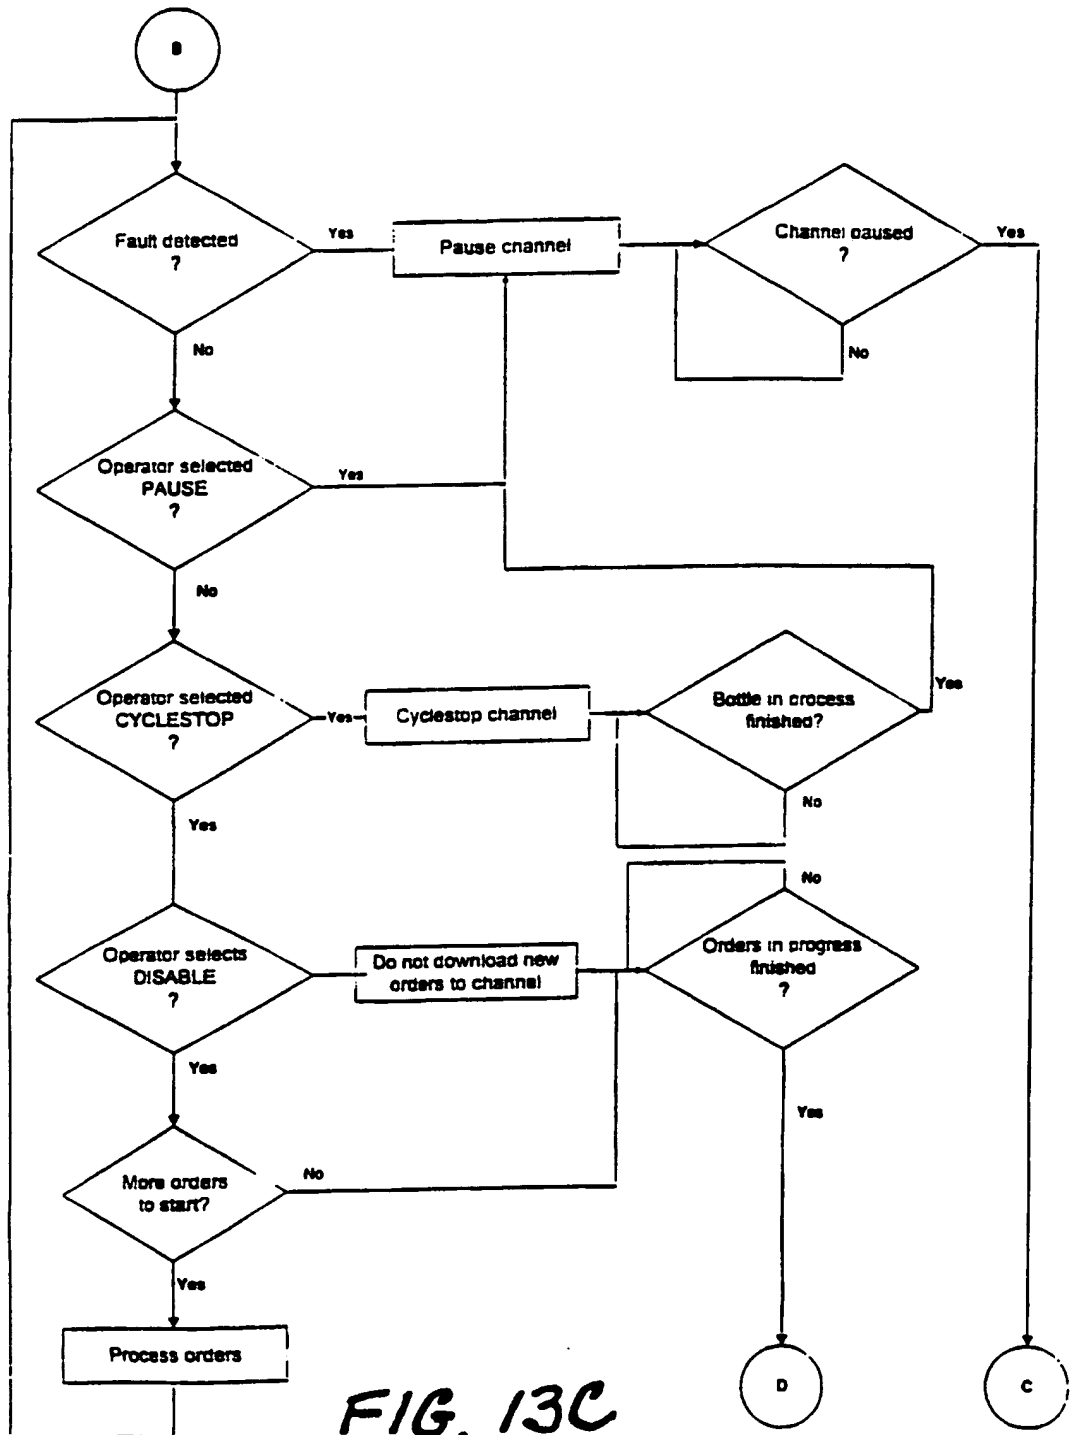 B
Fault detected
?
Yes
Pause channel
Channel paused
?
Yes
No
No
Operator selected
PAUSE
?
Yes
No
Operator selected
CYCLESTOP
?
Yes
Cyclestop channel
Bottle in process
finished?
Yes
No
Yes
No
Operator selects
DISABLE
?
Do not download new
orders to channel
Orders in progress
finished
?
Yes
Yes
More orders
to start?
No
Yes
Process orders
D
C
FIG. 13C